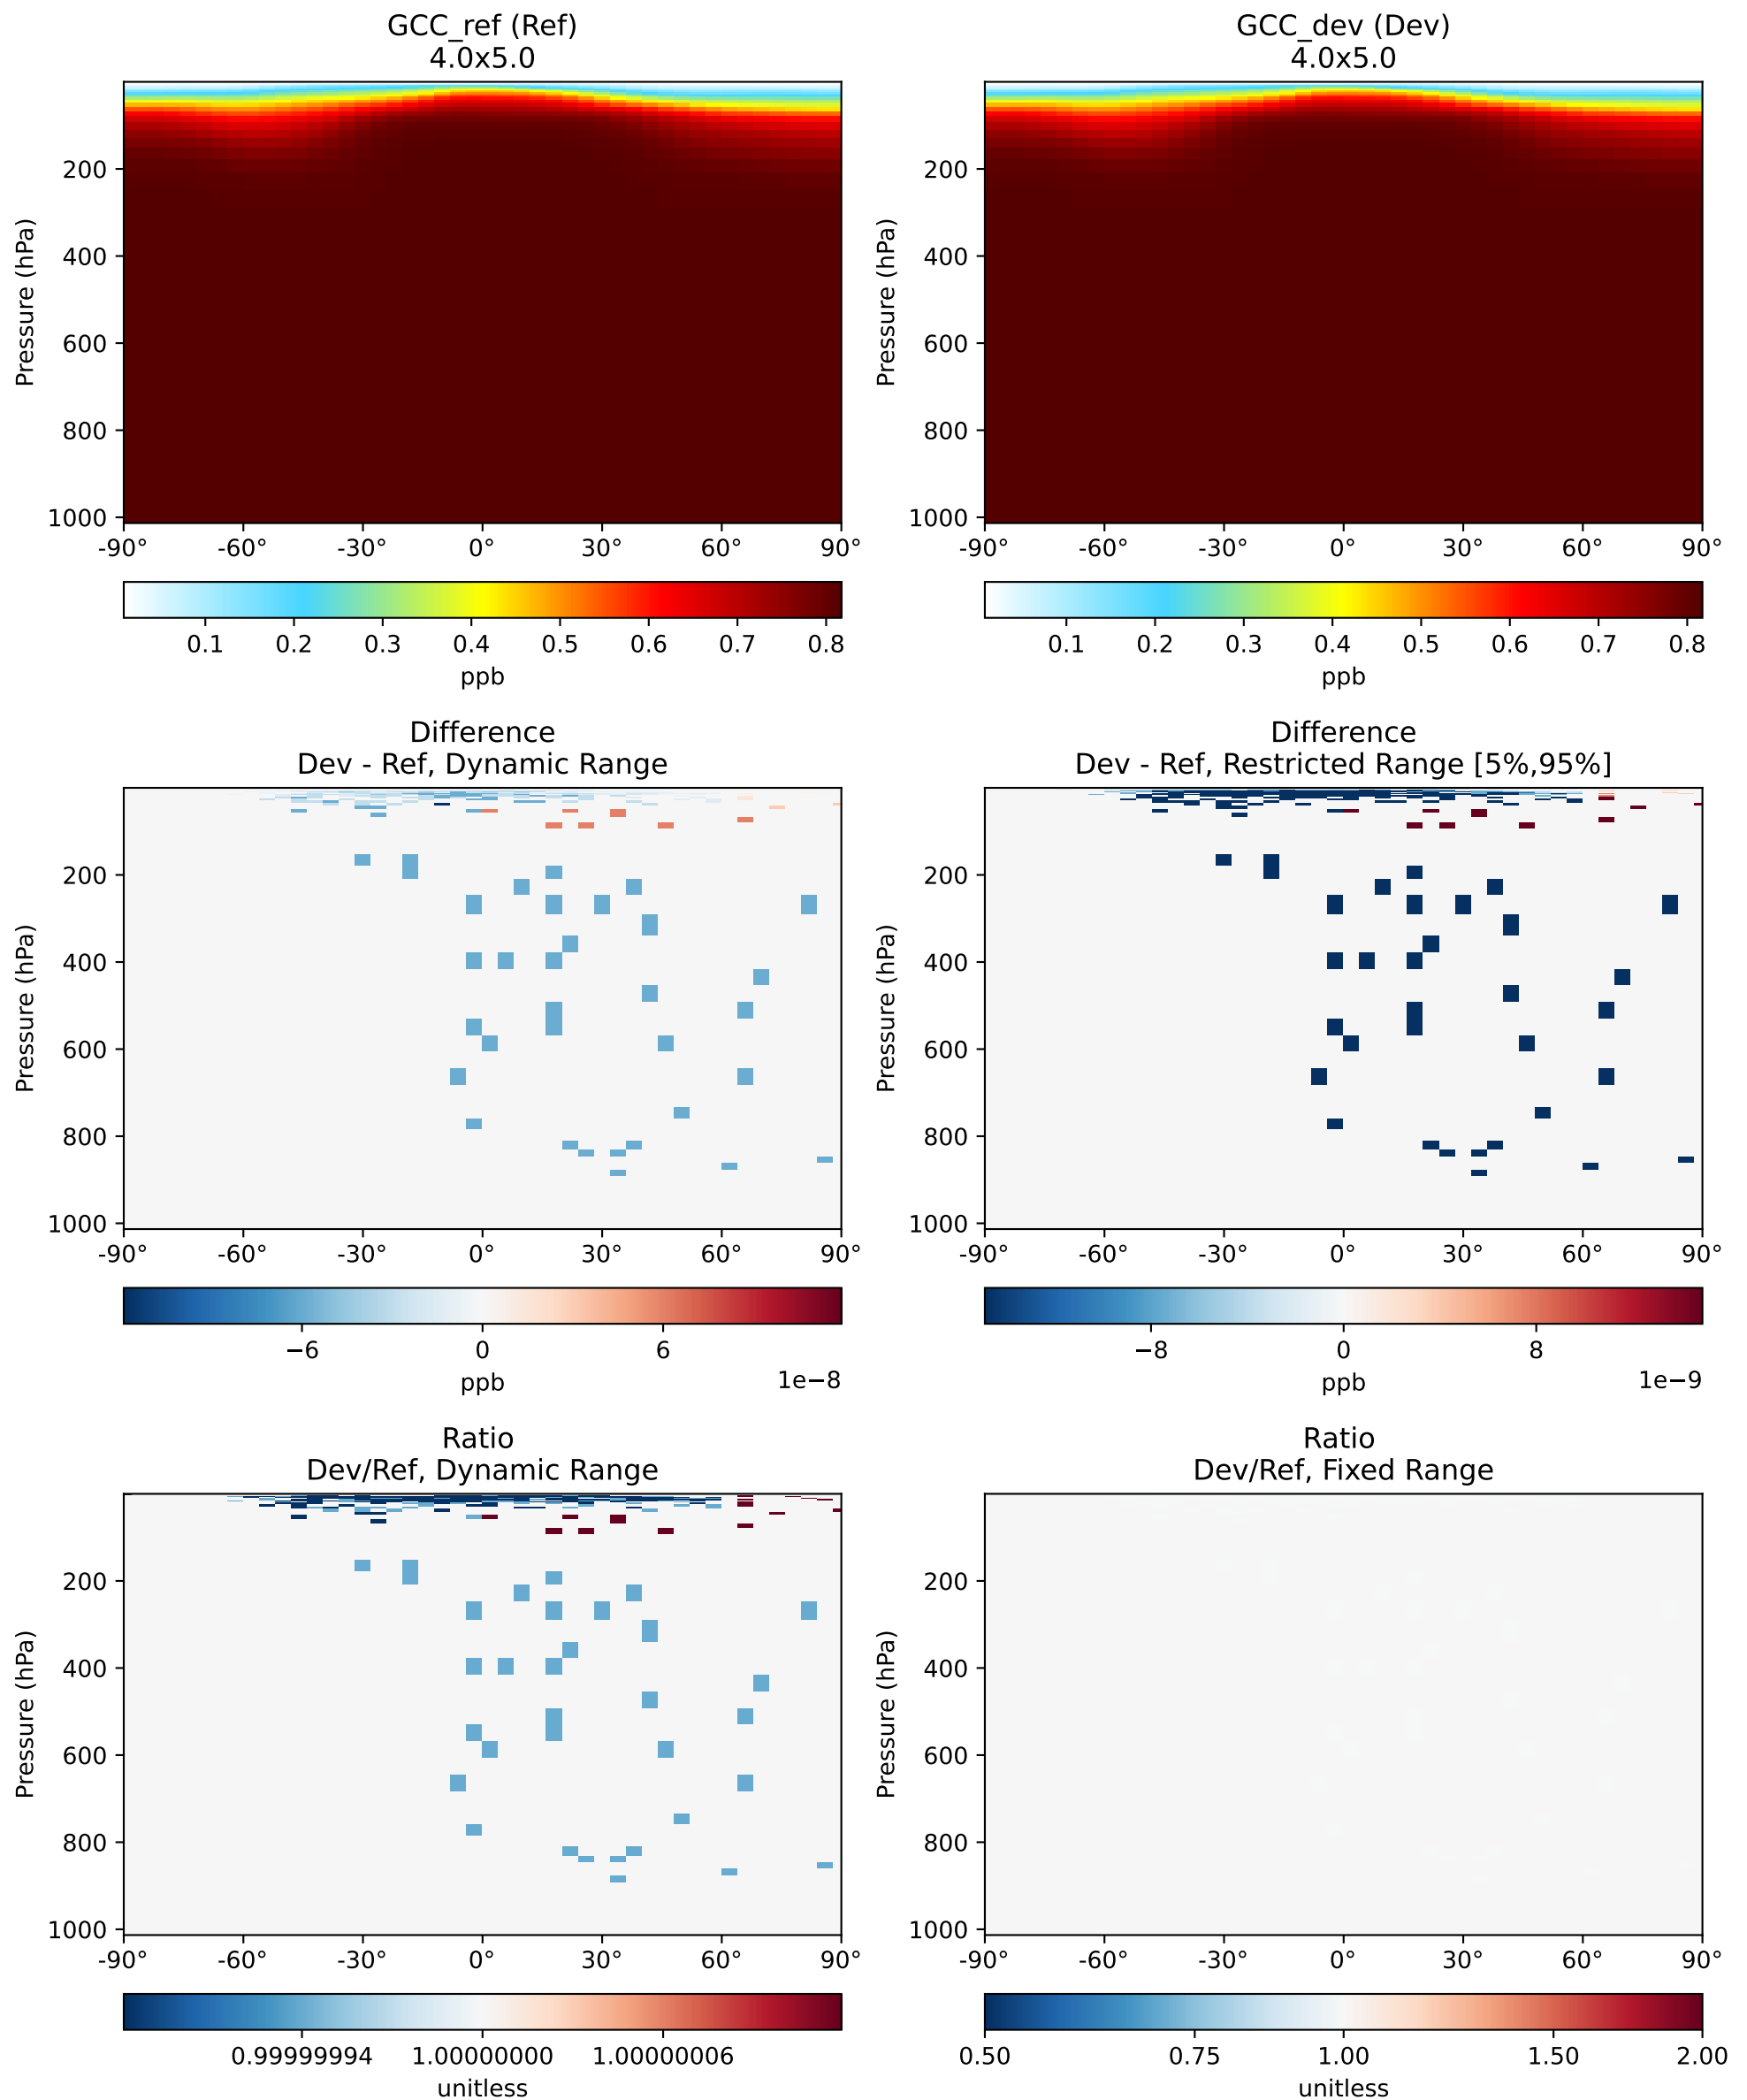 GCC_ref (Ref)
4.0x5.0
Pressure (hPa)
200
400
600
800
1000
-90° -60° -30° 0° 30° 60° 90°
0.1 0.2 0.3 0.4 0.5 0.6 0.7 0.8
ppb
GCC_dev (Dev)
4.0x5.0
Pressure (hPa)
200
400
600
800
1000
-90° -60° -30° 0° 30° 60° 90°
0.1 0.2 0.3 0.4 0.5 0.6 0.7 0.8
ppb
Difference
Dev - Ref, Dynamic Range
Pressure (hPa)
200
400
600
800
1000
-90° -60° -30° 0° 30° 60° 90°
−6 0 6
ppb 1e−8
Difference
Dev - Ref, Restricted Range [5%,95%]
Pressure (hPa)
200
400
600
800
1000
-90° -60° -30° 0° 30° 60° 90°
−8 0 8
ppb 1e−9
Ratio
Dev/Ref, Dynamic Range
Pressure (hPa)
200
400
600
800
1000
-90° -60° -30° 0° 30° 60° 90°
0.99999994 1.00000000 1.00000006
unitless
Ratio
Dev/Ref, Fixed Range
Pressure (hPa)
200
400
600
800
1000
-90° -60° -30° 0° 30° 60° 90°
0.50 0.75 1.00 1.50 2.00
unitless